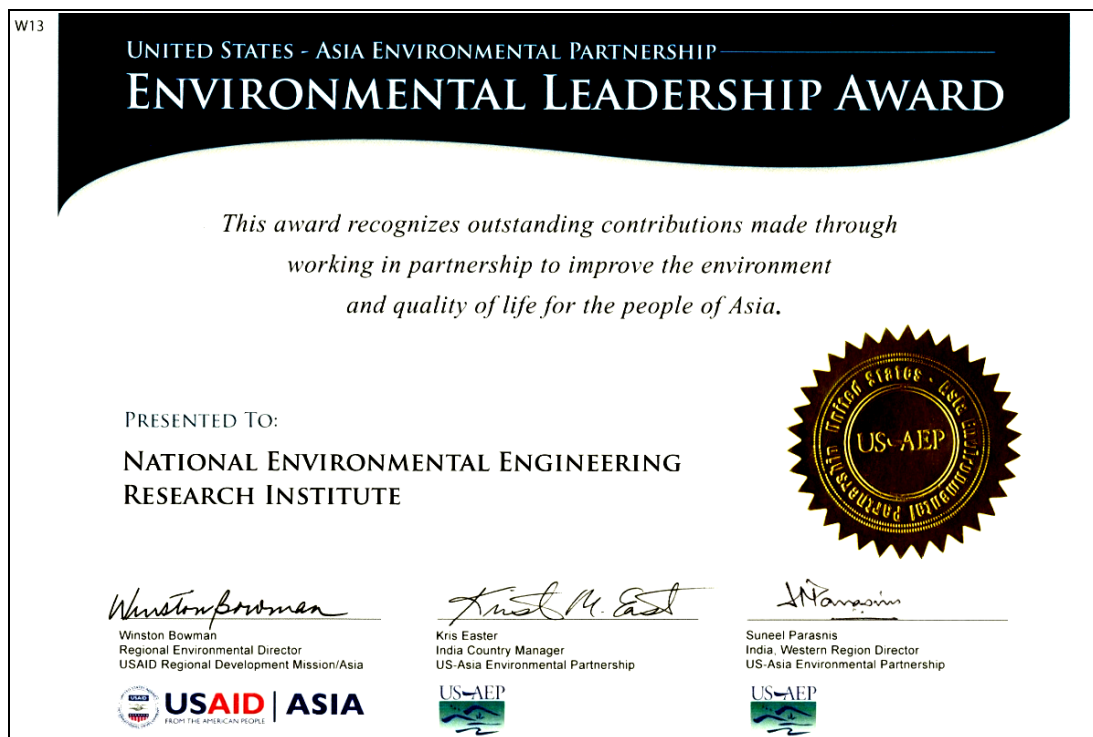 W13
UNITED STATES - ASIA ENVIRONMENTAL PARTNERSHIP
ENVIRONMENTAL LEADERSHIP AWARD
This award recognizes outstanding contributions made through
working in partnership to improve the environment
and quality of life for the people of Asia.
United States - Asia Environmental Partnership
US-AEP
PRESENTED TO:
NATIONAL ENVIRONMENTAL ENGINEERING
RESEARCH INSTITUTE
Winston Bowman
Kris M. East
Winston Bowman
Regional Environmental Director
USAID Regional Development Mission/Asia
Kris Easter
India Country Manager
US-Asia Environmental Partnership
Suneel Parasnis
India, Western Region Director
US-Asia Environmental Partnership
USAID
USAID | ASIA
FROM THE AMERICAN PEOPLE
US-AEP
US-AEP